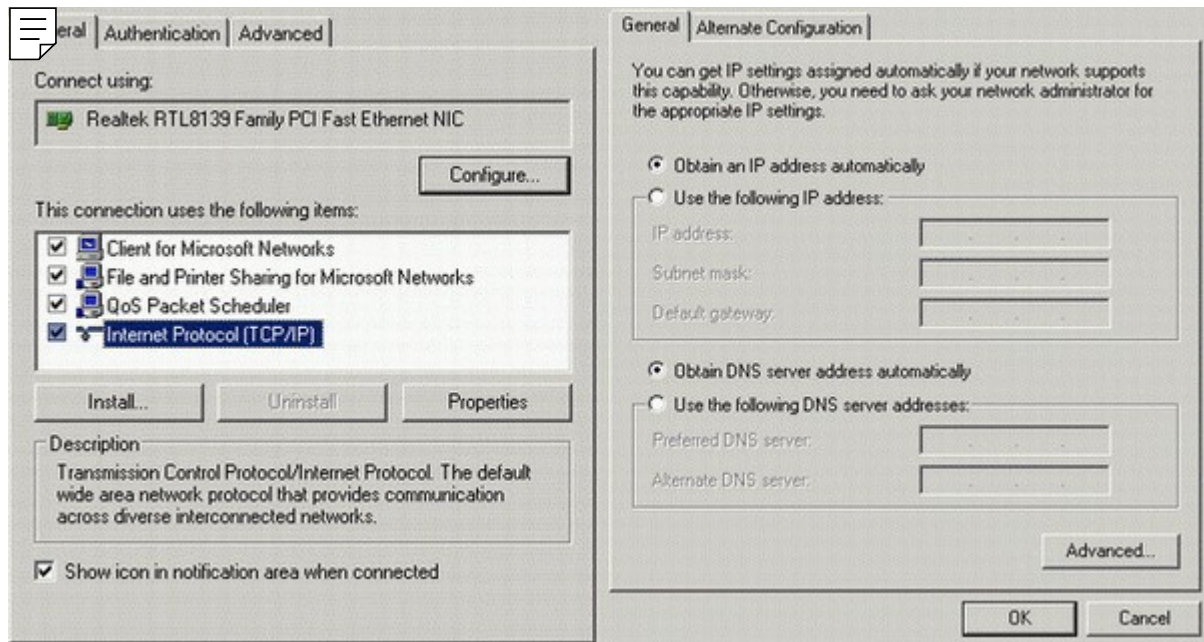 eral Authentication Advanced
Connect using:
Realtek RTL8139 Family PCI Fast Ethernet NIC
Configure...
This connection uses the following items:
Client for Microsoft Networks
File and Printer Sharing for Microsoft Networks
QoS Packet Scheduler
Internet Protocol (TCP/IP)
Install... Uninstall Properties
Description
Transmission Control Protocol/Internet Protocol. The default
wide area network protocol that provides communication
across diverse interconnected networks.
Show icon in notification area when connected
General Alternate Configuration
You can get IP settings assigned automatically if your network supports
this capability. Otherwise, you need to ask your network administrator for
the appropriate IP settings.
Obtain an IP address automatically
Use the following IP address:
IP address:
Subnet mask:
Default gateway:
Obtain DNS server address automatically
Use the following DNS server addresses:
Preferred DNS server:
Alternate DNS server:
Advanced...
OK Cancel